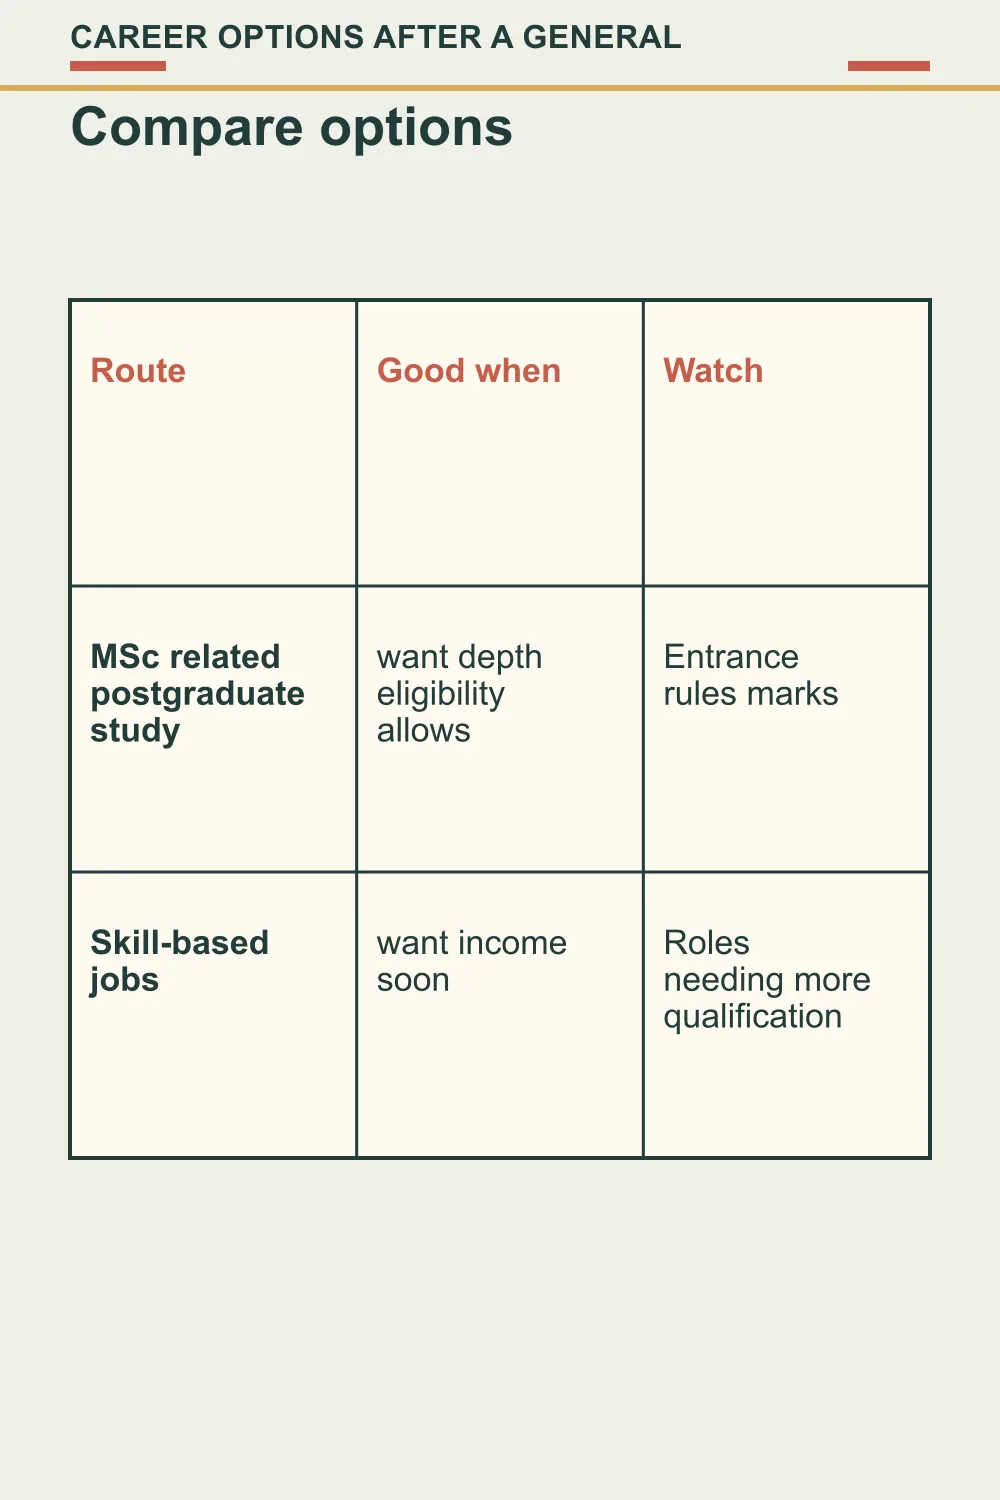 CAREER OPTIONS AFTER A GENERAL
Compare options
Route
Good when
Watch
MSc related
postgraduate
study
want depth
eligibility
allows
Entrance
rules marks
Skill-based
jobs
want income
soon
Roles
needing more
qualification